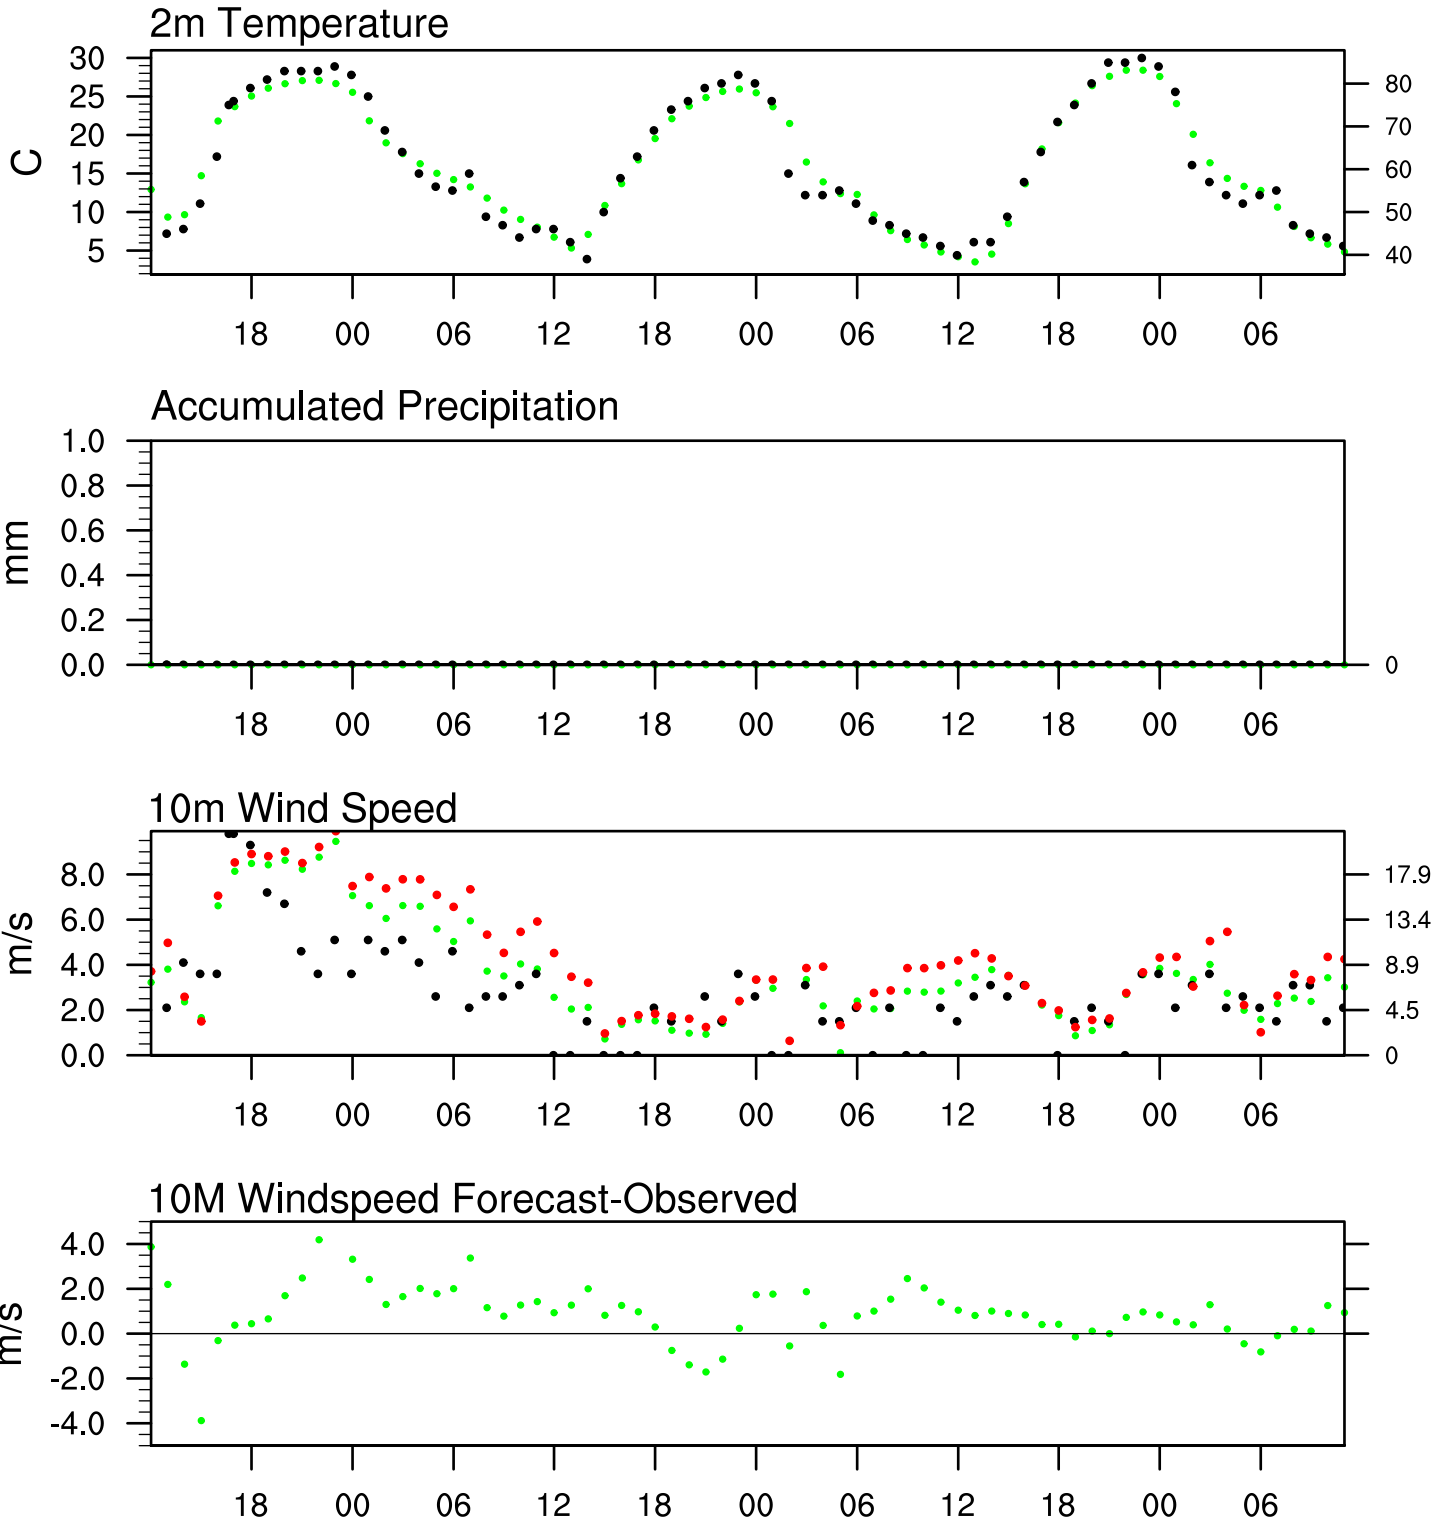 2m Temperature
30
25
20
15
10
5
C
80
70
60
50
40
18 00 06 12 18 00 06 12 18 00 06
Accumulated Precipitation
1.0
0.8
0.6
0.4
0.2
0.0
mm
0
18 00 06 12 18 00 06 12 18 00 06
10m Wind Speed
8.0
6.0
4.0
2.0
0.0
m/s
17.9
13.4
8.9
4.5
0
18 00 06 12 18 00 06 12 18 00 06
10M Windspeed Forecast-Observed
4.0
2.0
0.0
-2.0
-4.0
m/s
18 00 06 12 18 00 06 12 18 00 06